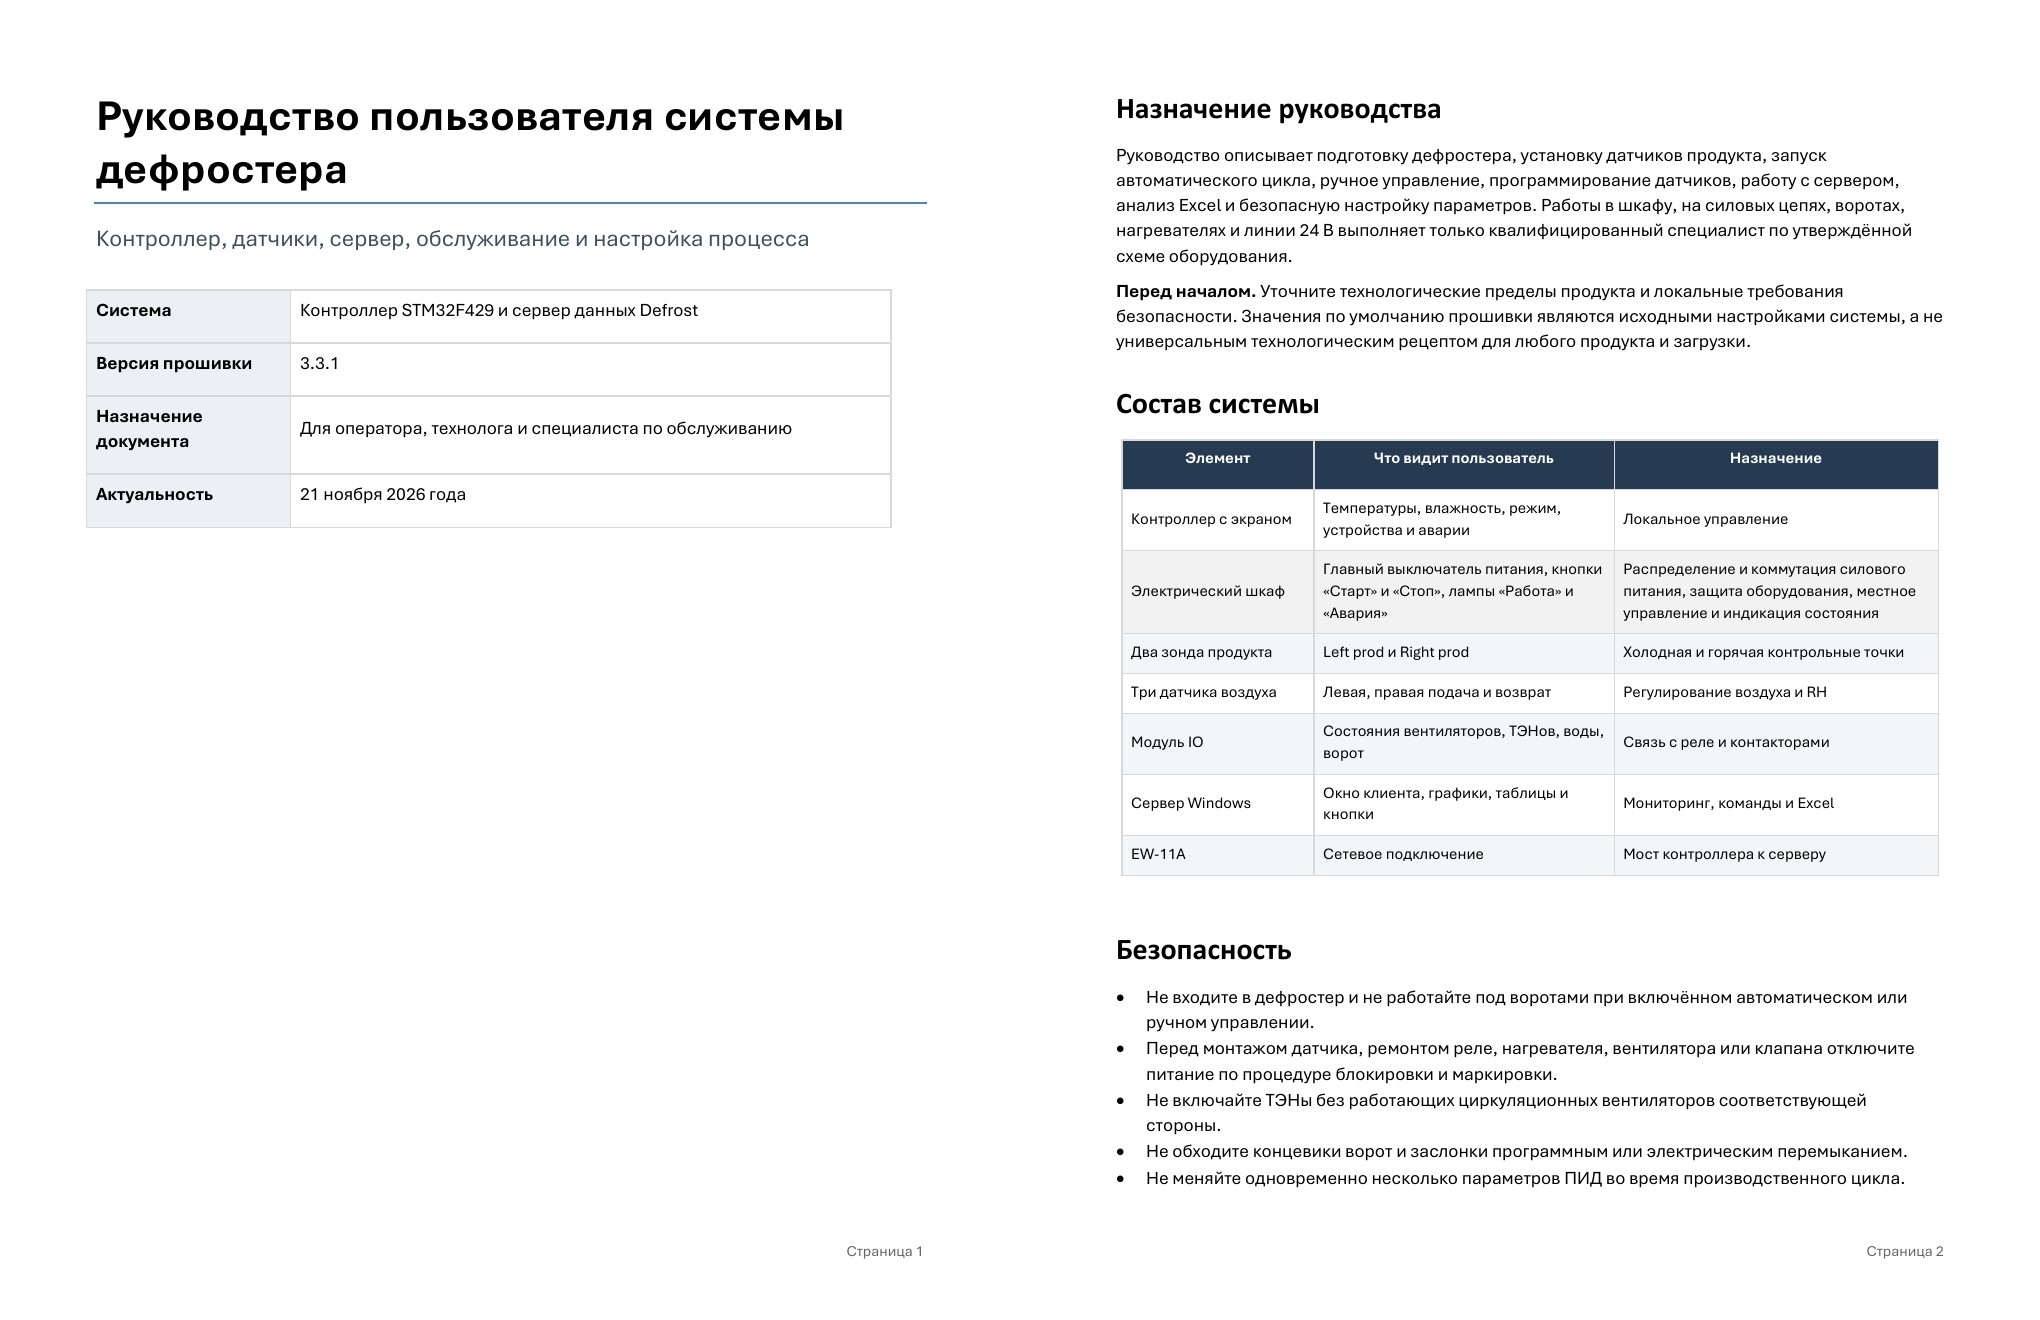 Руководство пользователя системы
дефростера
Контроллер, датчики, сервер, обслуживание и настройка процесса
Система
Контроллер STM32F429 и сервер данных Defrost
Версия прошивки
3.3.1
Назначение
документа
Для оператора, технолога и специалиста по обслуживанию
Актуальность
21 ноября 2026 года
Страница 1
Назначение руководства
Руководство описывает подготовку дефростера, установку датчиков продукта, запуск
автоматического цикла, ручное управление, программирование датчиков, работу с сервером,
анализ Excel и безопасную настройку параметров. Работы в шкафу, на силовых цепях, воротах,
нагревателях и линии 24 В выполняет только квалифицированный специалист по утверждённой
схеме оборудования.
Перед началом. Уточните технологические пределы продукта и локальные требования
безопасности. Значения по умолчанию прошивки являются исходными настройками системы, а не
универсальным технологическим рецептом для любого продукта и загрузки.
Состав системы
Элемент
Что видит пользователь
Назначение
Контроллер с экраном
Температуры, влажность, режим,
устройства и аварии
Локальное управление
Электрический шкаф
Главный выключатель питания, кнопки
«Старт» и «Стоп», лампы «Работа» и
«Авария»
Распределение и коммутация силового
питания, защита оборудования, местное
управление и индикация состояния
Два зонда продукта
Left prod и Right prod
Холодная и горячая контрольные точки
Три датчика воздуха
Левая, правая подача и возврат
Регулирование воздуха и RH
Модуль IO
Состояния вентиляторов, ТЭНов, воды,
ворот
Связь с реле и контакторами
Сервер Windows
Окно клиента, графики, таблицы и
кнопки
Мониторинг, команды и Excel
EW-11A
Сетевое подключение
Мост контроллера к серверу
Безопасность
• Не входите в дефростер и не работайте под воротами при включённом автоматическом или
ручном управлении.
• Перед монтажом датчика, ремонтом реле, нагревателя, вентилятора или клапана отключите
питание по процедуре блокировки и маркировки.
• Не включайте ТЭНы без работающих циркуляционных вентиляторов соответствующей
стороны.
• Не обходите концевики ворот и заслонки программным или электрическим перемыканием.
• Не меняйте одновременно несколько параметров ПИД во время производственного цикла.
Страница 2